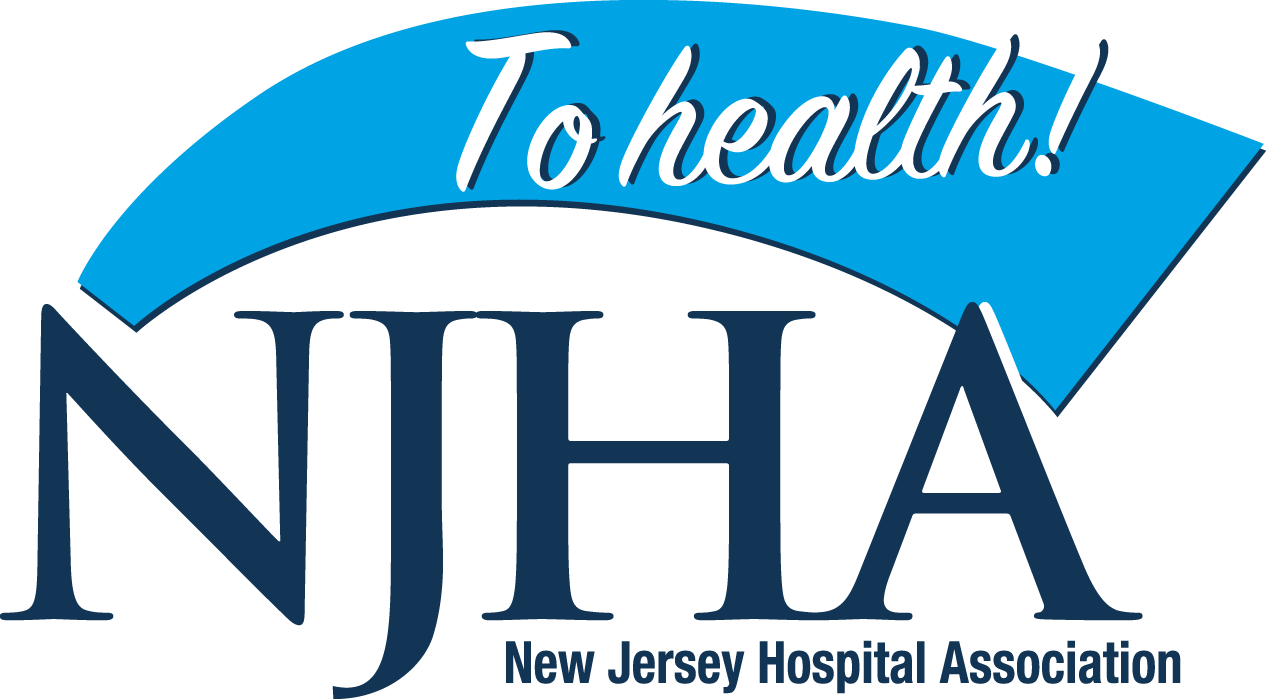 To health!
NJHA
New Jersey Hospital Association